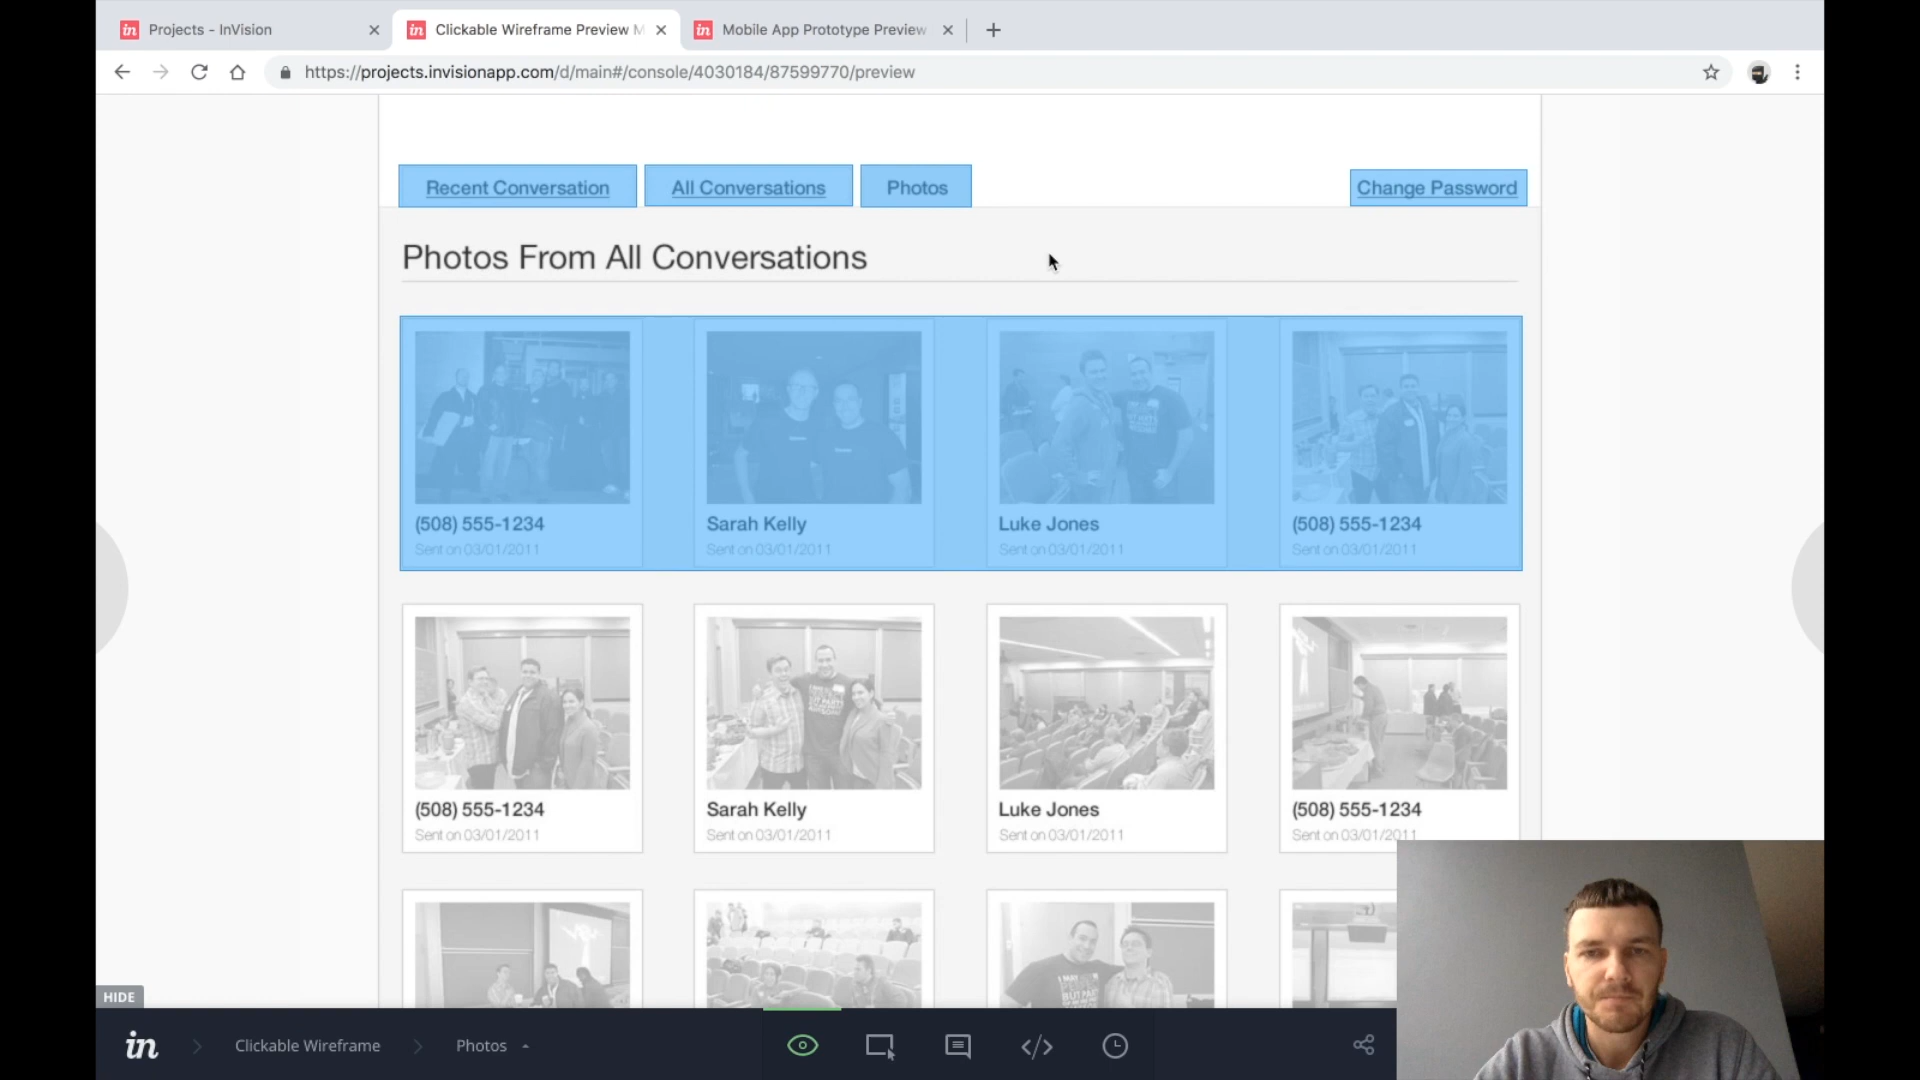 Projects - InVision
Clickable Wireframe Preview M
Mobile App Prototype Preview
https://projects.invisionapp.com/d/main#/console/4030184/87599770/preview
Recent Conversation All Conversations Photos Change Password
Photos From All Conversations
(508) 555-1234 Sarah Kelly Luke Jones (508) 555-1234
Sent on 03/01/2011 Sent on 03/01/2011 Sent on 03/01/2011 Sent on 03/01/2011
(508) 555-1234 Sarah Kelly Luke Jones (508) 555-1234
Sent on 03/01/2011 Sent on 03/01/2011 Sent on 03/01/2011 Sent on 03/01/2011
HIDE
in Clickable Wireframe Photos